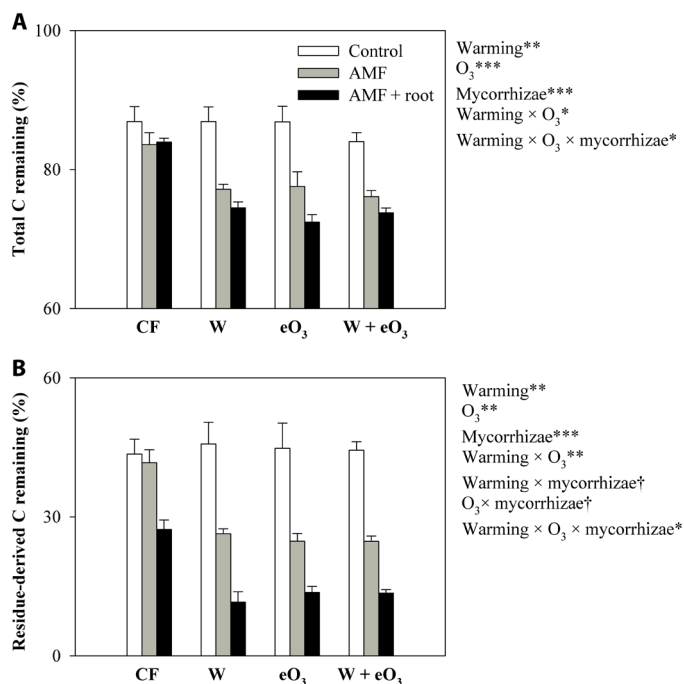 A
100
Control
AMF
AMF + root
Warming**
O3***
Mycorrhizae***
Warming × O3*
Warming × O3 × mycorrhizae*
Total C remaining (%)
80
60
CF W eO3 W + eO3
B
60
Warming**
O3**
Mycorrhizae***
Warming × O3**
Warming × mycorrhizae†
O3× mycorrhizae†
Warming × O3 × mycorrhizae*
Residue-derived C remaining (%)
30
0
CF W eO3 W + eO3